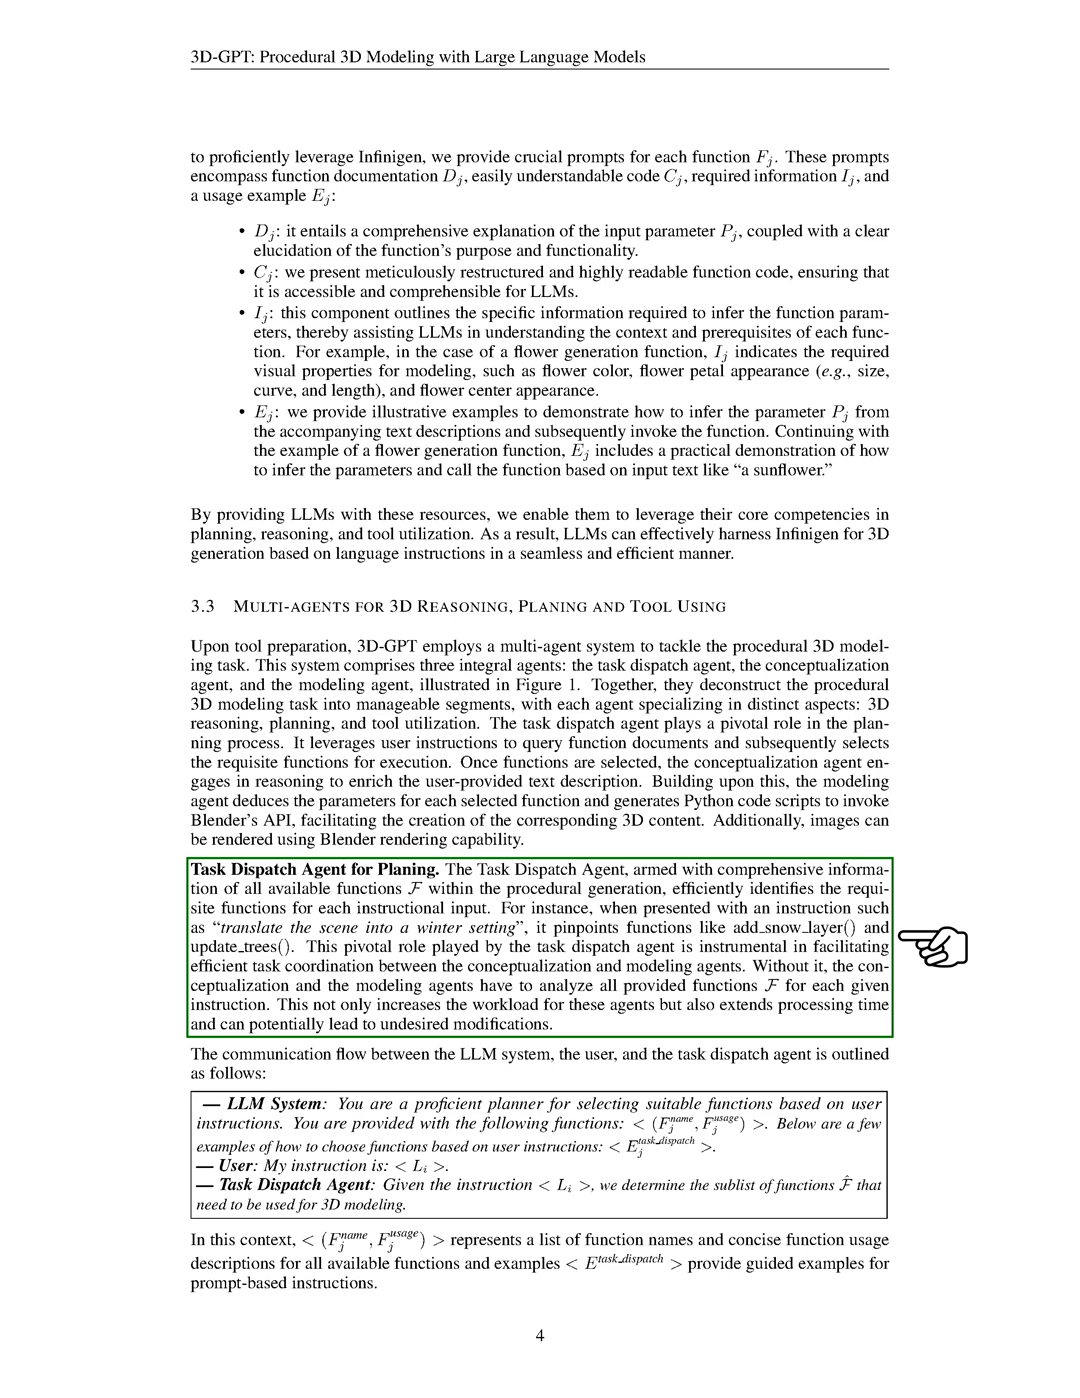 3D-GPT: Procedural 3D Modeling with Large Language Models
to proficiently leverage Infinigen, we provide crucial prompts for each function Fj. These prompts
encompass function documentation Dj, easily understandable code Cj, required information Ij, and
a usage example Ej:
• Dj: it entails a comprehensive explanation of the input parameter Pj, coupled with a clear
elucidation of the function's purpose and functionality.
• Cj: we present meticulously restructured and highly readable function code, ensuring that
it is accessible and comprehensible for LLMs.
• Ij: this component outlines the specific information required to infer the function param-
eters, thereby assisting LLMs in understanding the context and prerequisites of each func-
tion. For example, in the case of a flower generation function, Ij indicates the required
visual properties for modeling, such as flower color, flower petal appearance (e.g., size,
curve, and length), and flower center appearance.
• Ej: we provide illustrative examples to demonstrate how to infer the parameter Pj from
the accompanying text descriptions and subsequently invoke the function. Continuing with
the example of a flower generation function, Ej includes a practical demonstration of how
to infer the parameters and call the function based on input text like “a sunflower.”
By providing LLMs with these resources, we enable them to leverage their core competencies in
planning, reasoning, and tool utilization. As a result, LLMs can effectively harness Infinigen for 3D
generation based on language instructions in a seamless and efficient manner.
3.3 MULTI-AGENTS FOR 3D REASONING, PLANING AND TOOL USING
Upon tool preparation, 3D-GPT employs a multi-agent system to tackle the procedural 3D model-
ing task. This system comprises three integral agents: the task dispatch agent, the conceptualization
agent, and the modeling agent, illustrated in Figure 1. Together, they deconstruct the procedural
3D modeling task into manageable segments, with each agent specializing in distinct aspects: 3D
reasoning, planning, and tool utilization. The task dispatch agent plays a pivotal role in the plan-
ning process. It leverages user instructions to query function documents and subsequently selects
the requisite functions for execution. Once functions are selected, the conceptualization agent en-
gages in reasoning to enrich the user-provided text description. Building upon this, the modeling
agent deduces the parameters for each selected function and generates Python code scripts to invoke
Blender's API, facilitating the creation of the corresponding 3D content. Additionally, images can
be rendered using Blender rendering capability.
Task Dispatch Agent for Planing. The Task Dispatch Agent, armed with comprehensive informa-
tion of all available functions ℱ within the procedural generation, efficiently identifies the requi-
site functions for each instructional input. For instance, when presented with an instruction such
as “translate the scene into a winter setting”, it pinpoints functions like add_snow_layer() and
update_trees(). This pivotal role played by the task dispatch agent is instrumental in facilitating
efficient task coordination between the conceptualization and modeling agents. Without it, the con-
ceptualization and the modeling agents have to analyze all provided functions ℱ for each given
instruction. This not only increases the workload for these agents but also extends processing time
and can potentially lead to undesired modifications.
The communication flow between the LLM system, the user, and the task dispatch agent is outlined
as follows:
— LLM System: You are a proficient planner for selecting suitable functions based on user
instructions. You are provided with the following functions: < (Fj^name, Fj^usage) >. Below are a few
examples of how to choose functions based on user instructions: < Ej^task_dispatch >.
— User: My instruction is: < Li >.
— Task Dispatch Agent: Given the instruction < Li >, we determine the sublist of functions ℱ̂ that
need to be used for 3D modeling.
In this context, < (Fj^name, Fj^usage) > represents a list of function names and concise function usage
descriptions for all available functions and examples < E^task_dispatch > provide guided examples for
prompt-based instructions.
4